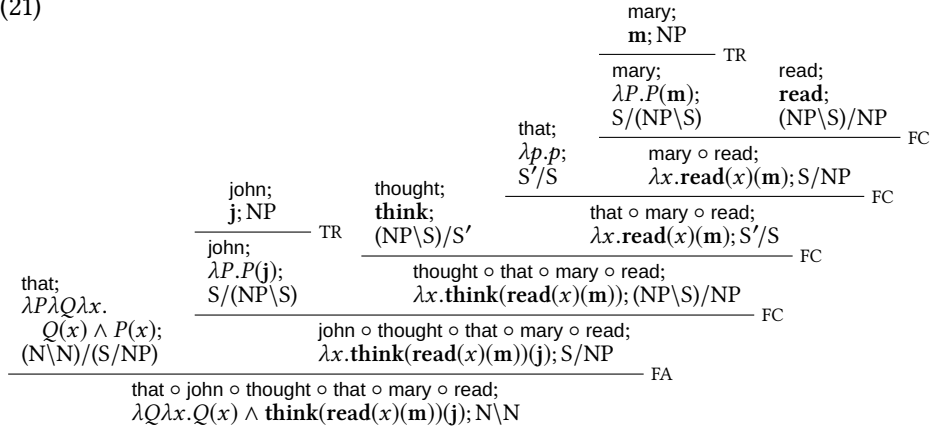 (21)
mary;
m; NP
TR
mary;
λP.P(m);
S/(NP\S)
read;
read;
(NP\S)/NP
FC
that;
λp.p;
S′/S
mary ∘ read;
λx.read(x)(m); S/NP
FC
john;
j; NP
TR
john;
λP.P(j);
S/(NP\S)
thought;
think;
(NP\S)/S′
that ∘ mary ∘ read;
λx.read(x)(m); S′/S
FC
thought ∘ that ∘ mary ∘ read;
λx.think(read(x)(m)); (NP\S)/NP
FC
that;
λPλQλx.
Q(x) ∧ P(x);
(N\N)/(S/NP)
john ∘ thought ∘ that ∘ mary ∘ read;
λx.think(read(x)(m))(j); S/NP
FA
that ∘ john ∘ thought ∘ that ∘ mary ∘ read;
λQλx.Q(x) ∧ think(read(x)(m))(j); N\N